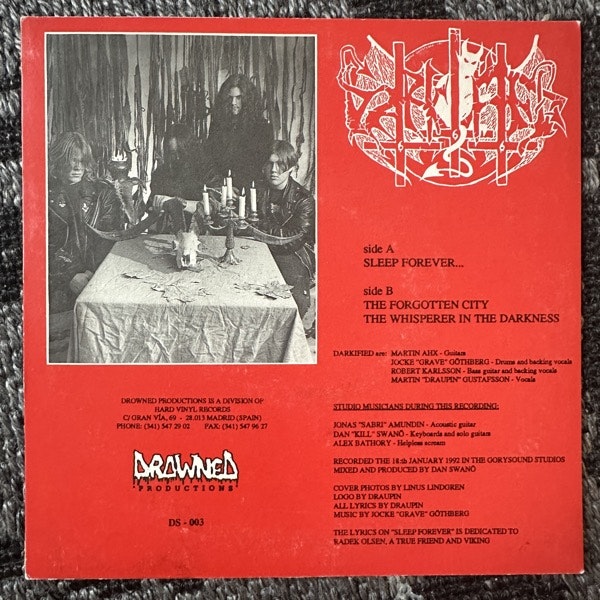 side A
SLEEP FOREVER...
side B
THE FORGOTTEN CITY
THE WHISPERER IN THE DARKNESS
DARKIFIED are: MARTIN AHX - Guitars
JOCKE "GRAVE" GÖTHBERG - Drums and backing vocals
ROBERT KARLSSON - Bass guitar and backing vocals
MARTIN "DRAUPIN" GUSTAFSSON - Vocals
STUDIO MUSICIANS DURING THIS RECORDING:
JONAS "SABRI" AMUNDIN - Acoustic guitar
DAN "KILL" SWANÖ - Keyboards and solo guitars
ALEX BATHORY - Helpless scream
RECORDED THE 18:th JANUARY 1992 IN THE GORYSOUND STUDIOS
MIXED AND PRODUCED BY DAN SWANÖ
COVER PHOTOS BY LINUS LINDGREN
LOGO BY DRAUPIN
ALL LYRICS BY DRAUPIN
MUSIC BY JOCKE "GRAVE" GÖTHBERG
THE LYRICS ON "SLEEP FOREVER" IS DEDICATED TO
RADEK OLSEN, A TRUE FRIEND AND VIKING
DROWNED PRODUCTIONS IS A DIVISION OF
HARD VINYL RECORDS
C/ GRAN VÍA, 69 - 28.013 MADRID (SPAIN)
PHONE: (341) 547 29 02 FAX: (341) 547 96 27
DROWNED
"PRODUCTIONS"
DS - 003